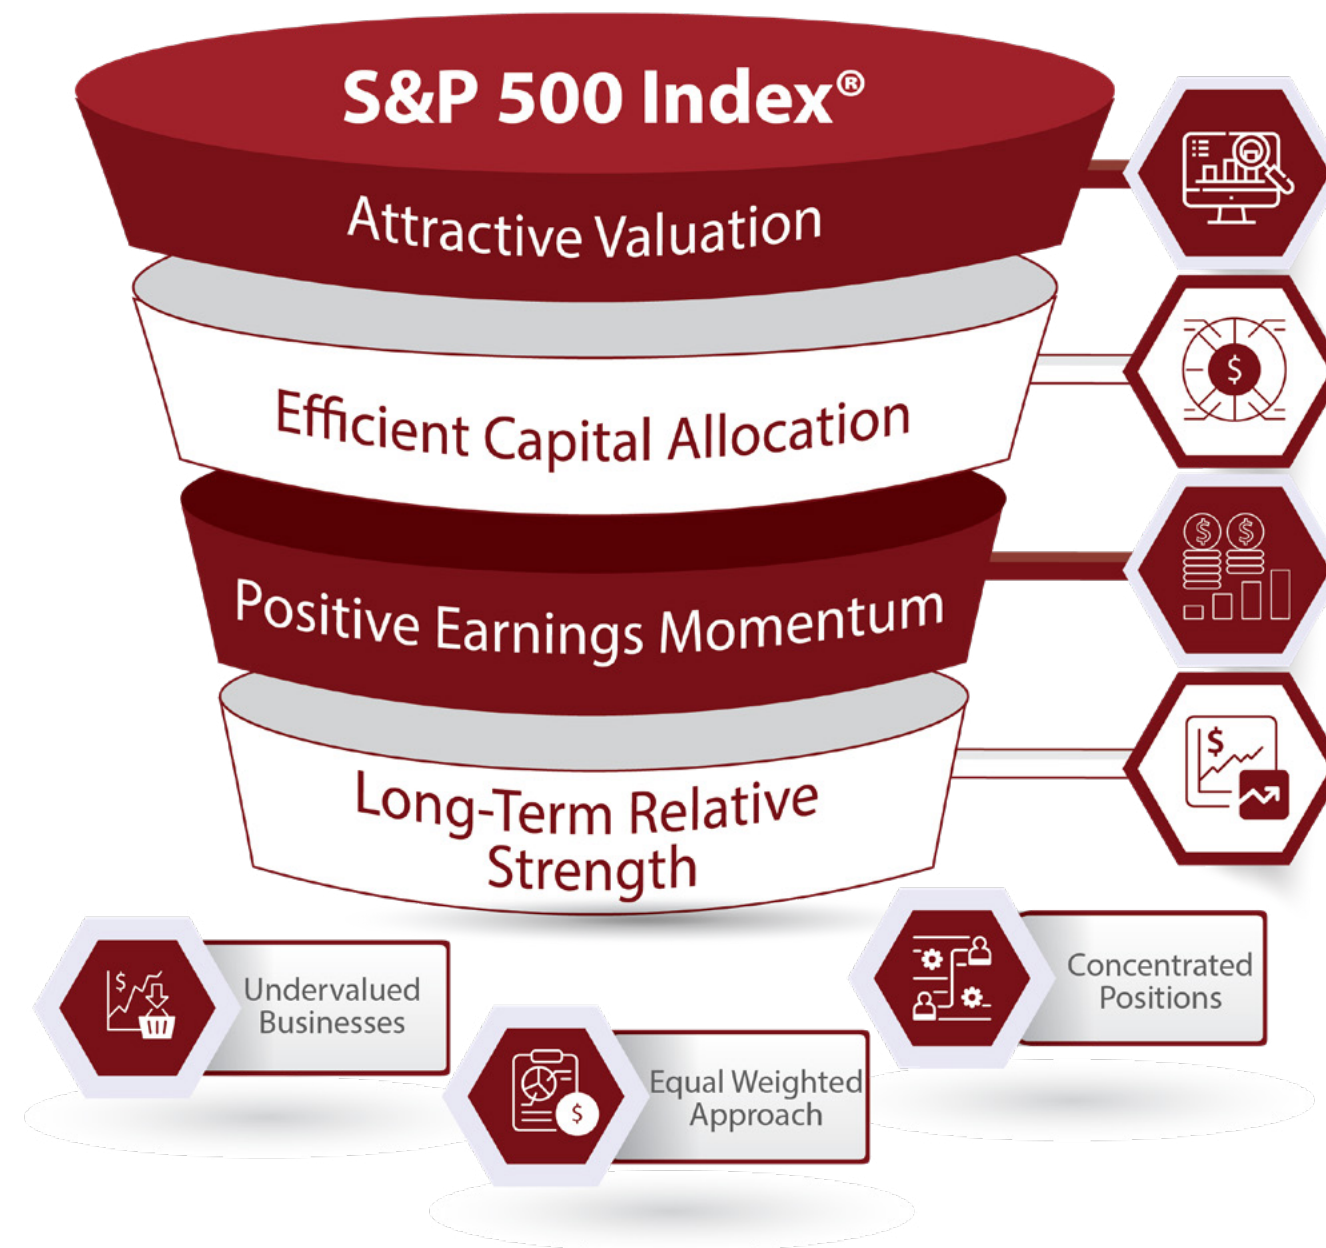 S&P 500 Index®
Attractive Valuation
Efficient Capital Allocation
$
$ $
Positive Earnings Momentum
$
Long-Term Relative
Strength
$
Undervalued
Businesses
$
Equal Weighted
Approach
Concentrated
Positions